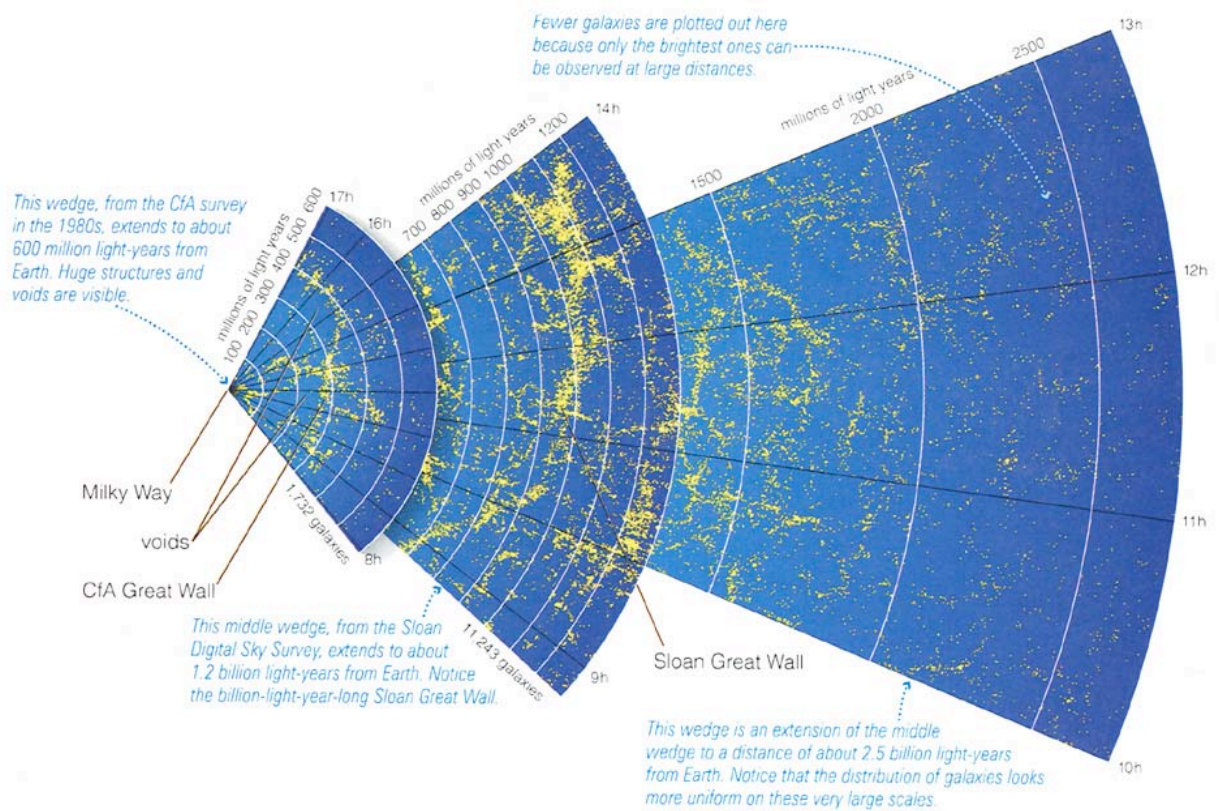 Fewer galaxies are plotted out here
because only the brightest ones can
be observed at large distances.
13h
2500
millions of light years
2000
1500
14h
millions of light years
1200
1000
900
800
700
This wedge, from the CfA survey
in the 1980s, extends to about
600 million light-years from
Earth. Huge structures and
voids are visible.
17h
16h
millions of light years
600
500
400
300
200
100
12h
11h
10h
Milky Way
voids
CfA Great Wall
1,732 galaxies
8h
This middle wedge, from the Sloan
Digital Sky Survey, extends to about
1.2 billion light-years from Earth. Notice
the billion-light-year-long Sloan Great Wall.
11,243 galaxies
9h
Sloan Great Wall
This wedge is an extension of the middle
wedge to a distance of about 2.5 billion light-years
from Earth. Notice that the distribution of galaxies looks
more uniform on these very large scales.